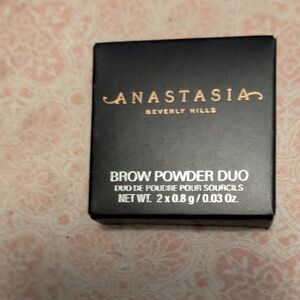 ANASTASIA
BEVERLY HILLS
BROW POWDER DUO
DUO DE POUDRE POUR SOURCILS
NET WT. 2 x 0.8 g / 0.03 Oz.